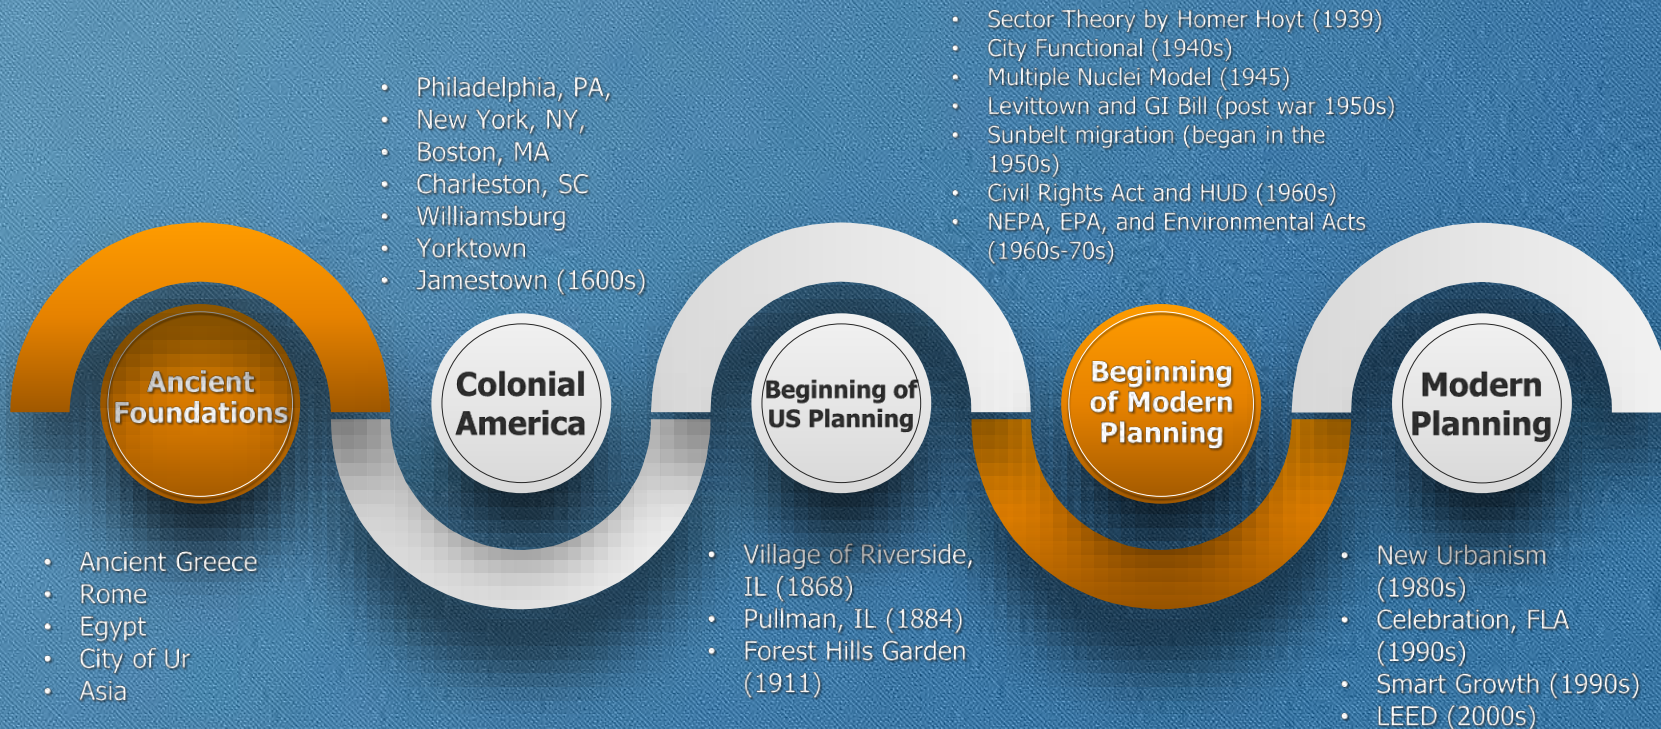 Ancient
Foundations
• Ancient Greece
• Rome
• Egypt
• City of Ur
• Asia
• Philadelphia, PA,
• New York, NY,
• Boston, MA
• Charleston, SC
• Williamsburg
• Yorktown
• Jamestown (1600s)
Colonial
America
Beginning of
US Planning
• Village of Riverside,
IL (1868)
• Pullman, IL (1884)
• Forest Hills Garden
(1911)
• Sector Theory by Homer Hoyt (1939)
• City Functional (1940s)
• Multiple Nuclei Model (1945)
• Levittown and GI Bill (post war 1950s)
• Sunbelt migration (began in the
1950s)
• Civil Rights Act and HUD (1960s)
• NEPA, EPA, and Environmental Acts
(1960s-70s)
Beginning
of Modern
Planning
Modern
Planning
• New Urbanism
(1980s)
• Celebration, FLA
(1990s)
• Smart Growth (1990s)
• LEED (2000s)